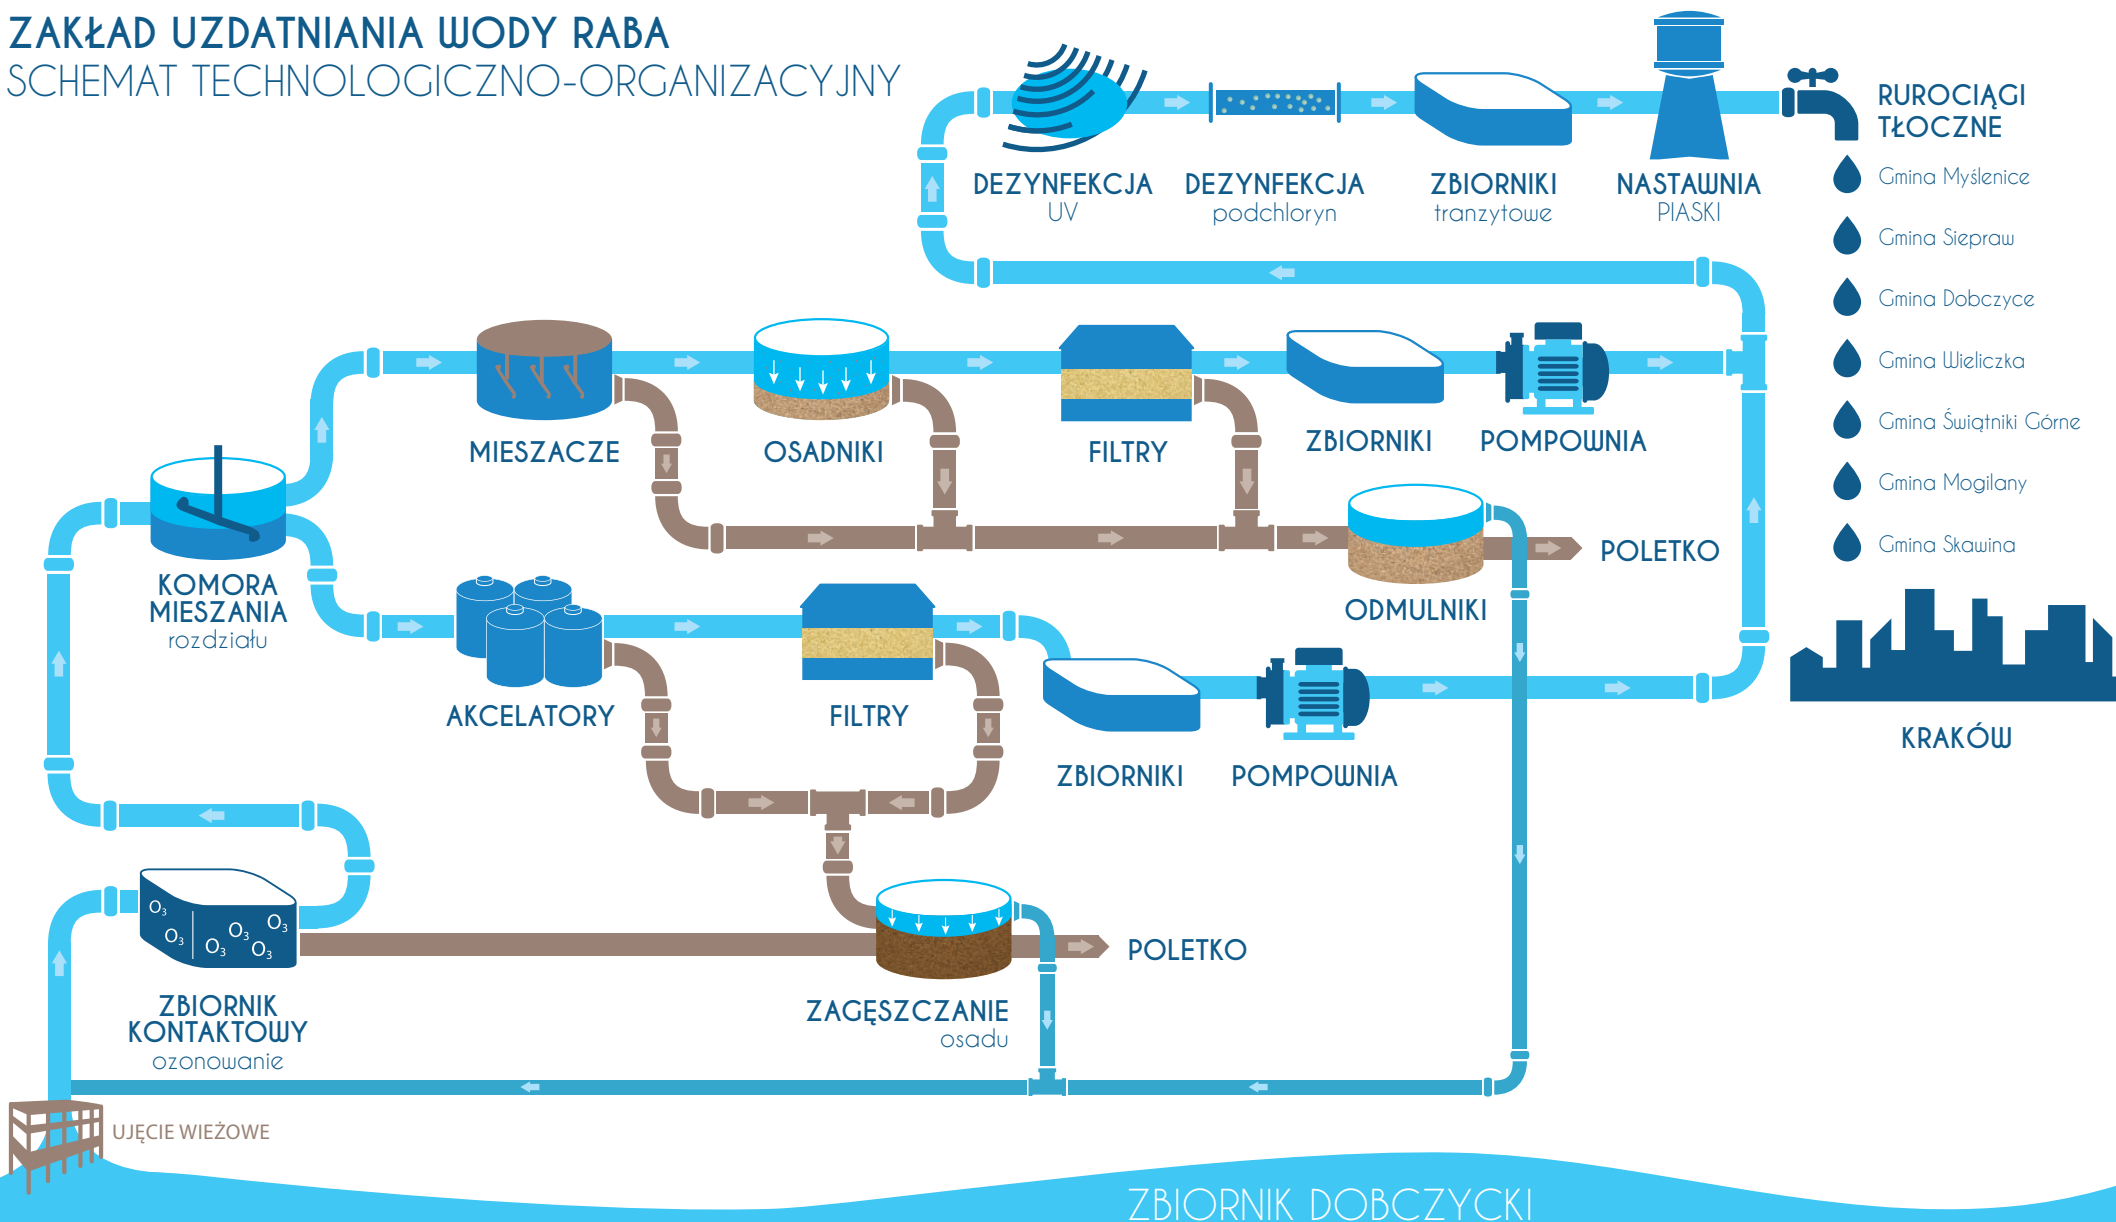 ZAKŁAD UZDATNIANIA WODY RABA
SCHEMAT TECHNOLOGICZNO-ORGANIZACYJNY
DEZYNFEKCJA
UV
DEZYNFEKCJA
podchloryn
ZBIORNIKI
tranzytowe
NASTAWNIA
PIASKI
RUROCIĄGI
TŁOCZNE
Gmina Myślenice
Gmina Siepraw
Gmina Dobczyce
Gmina Wieliczka
Gmina Świątniki Górne
Gmina Mogilany
Gmina Skawina
KRAKÓW
MIESZACZE
OSADNIKI
FILTRY
ZBIORNIKI
POMPOWNIA
KOMORA
MIESZANIA
rozdziału
ODMULNIKI
POLETKO
AKCELATORY
FILTRY
ZBIORNIKI
POMPOWNIA
O3
O3
O3
O3
O3
O3
ZBIORNIK
KONTAKTOWY
ozonowanie
ZAGĘSZCZANIE
osadu
POLETKO
UJĘCIE WIEŻOWE
ZBIORNIK DOBCZYCKI